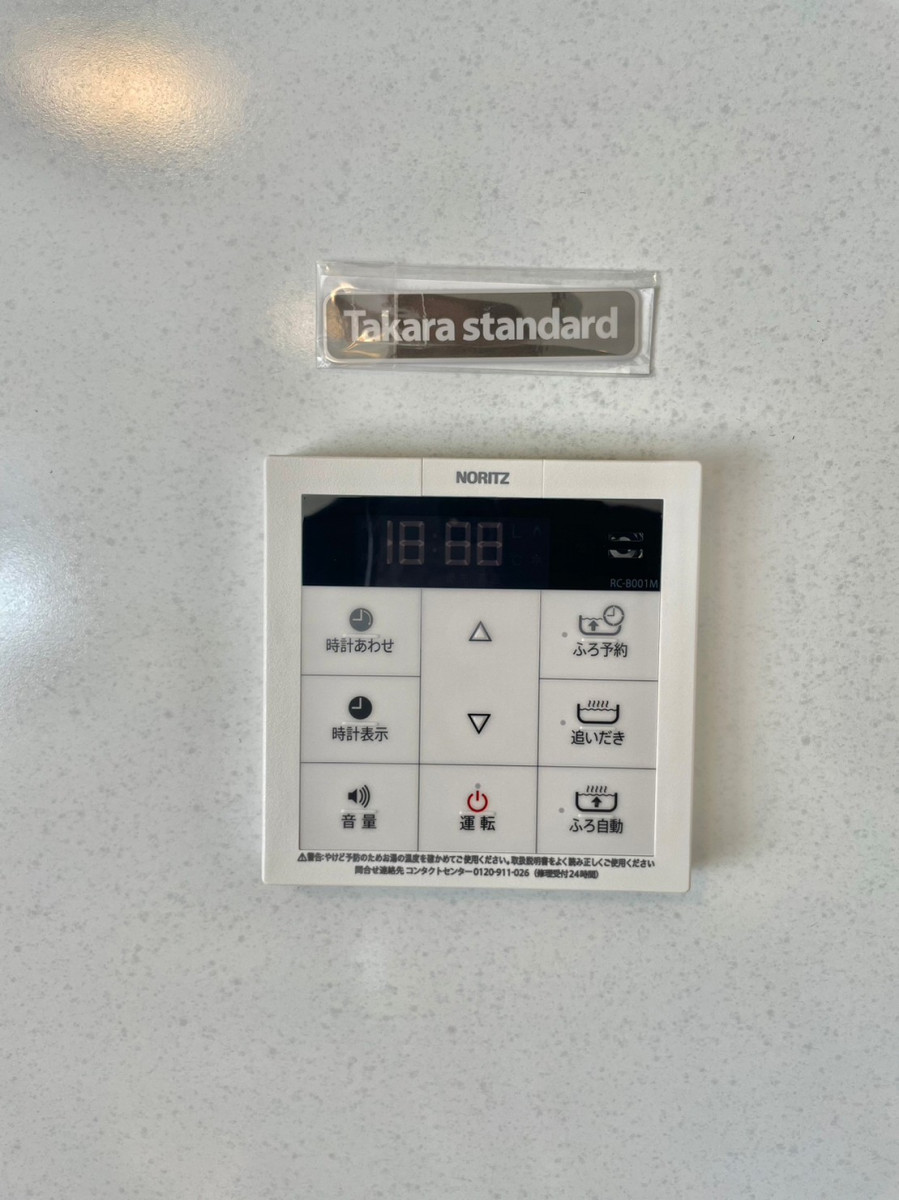 Takara standard
NORITZ
18:88
RC-B001M
時計あわせ
ふろ予約
時計表示
追いだき
音量
運転
ふろ自動
⚠警告:やけど予防のためお湯の温度を確かめてご使用ください。取扱説明書をよく読み正しくご使用ください
問合せ連絡先 コンタクトセンター0120-911-026（修理受付24時間）